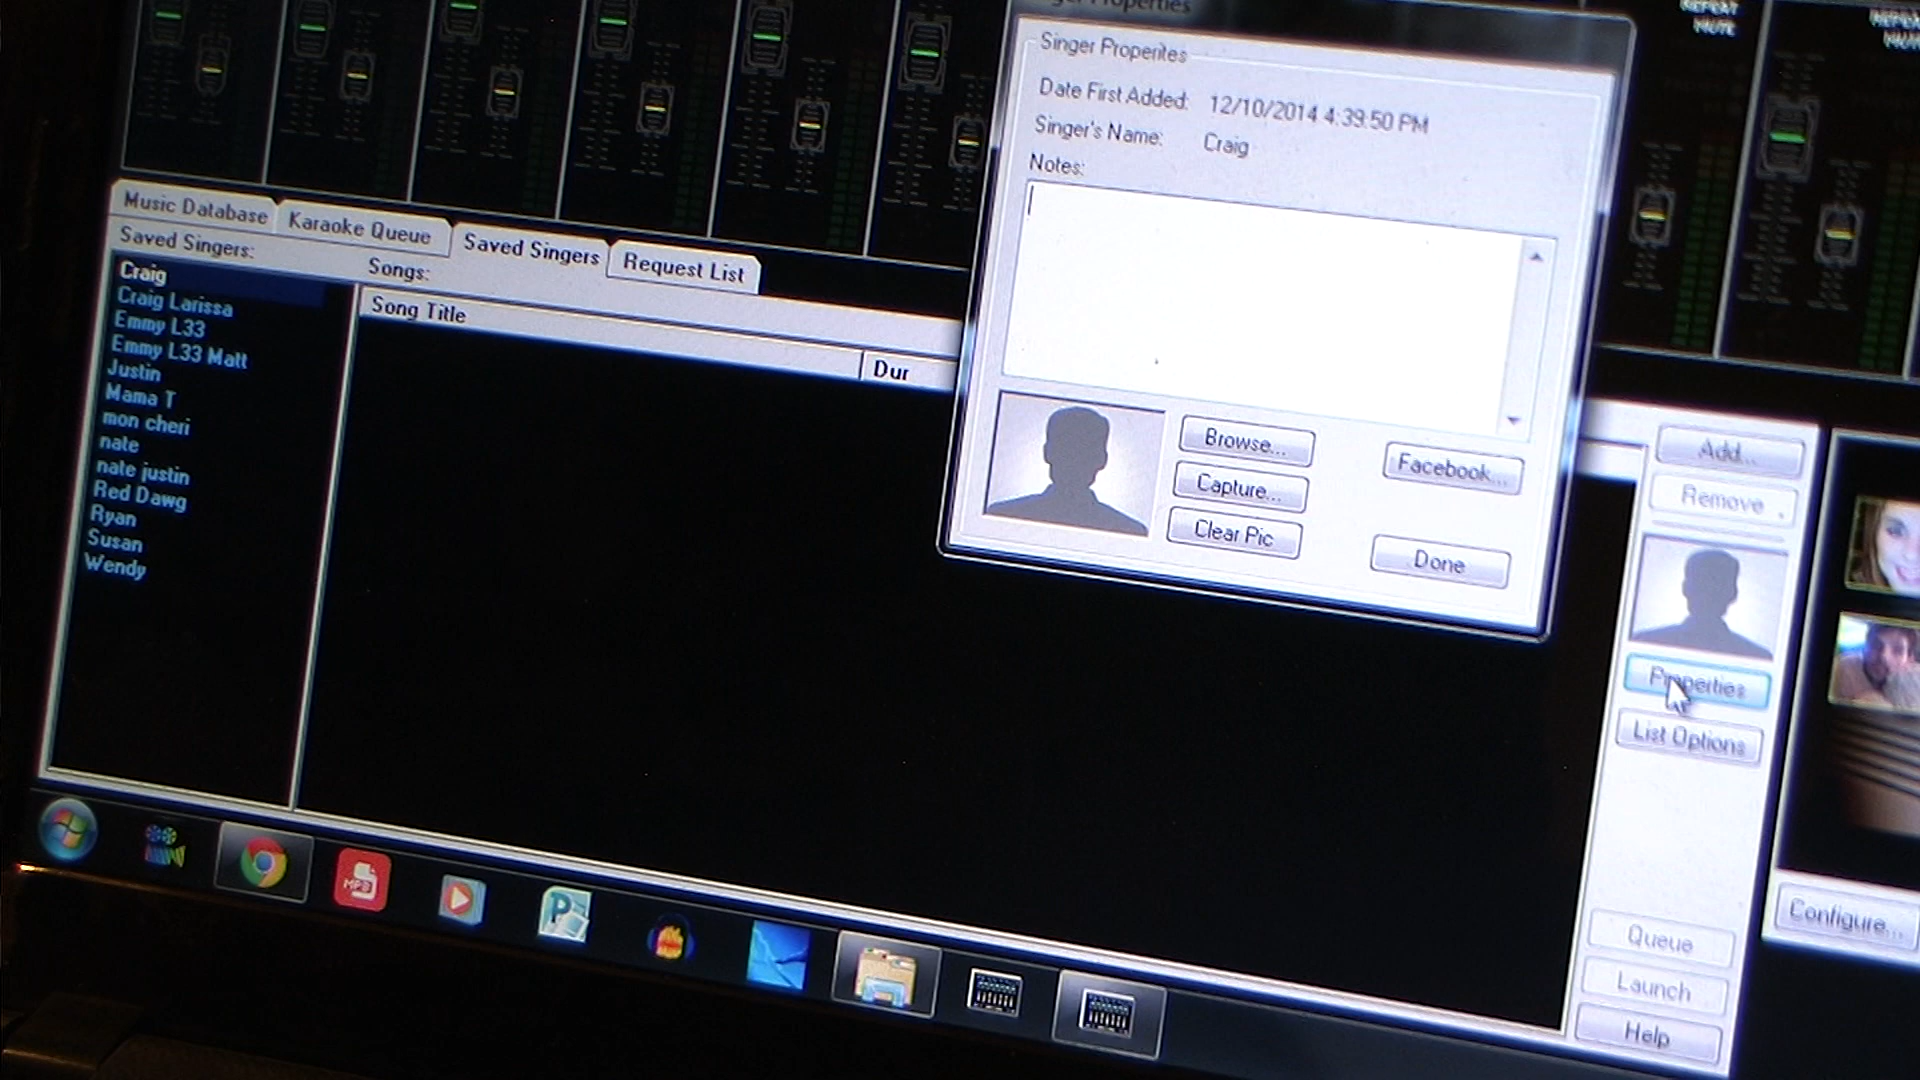 Singer Properites
Date First Added: 12/10/2014 4:39:50 PM
Singer's Name: Craig
Notes:
Browse...
Capture...
Clear Pic
Facebook...
Done
REPEAT
MUTE
Music Database
Karaoke Queue
Saved Singers
Request List
Saved Singers:
Songs:
Song Title
Dur
Craig
Craig Larissa
Emmy L33
Emmy L33 Matt
Justin
Mama T
mon cheri
nate
nate justin
Red Dawg
Ryan
Susan
Wendy
Add...
Remove
Properties
List Options
Configure...
Queue
Launch
Help
MP3